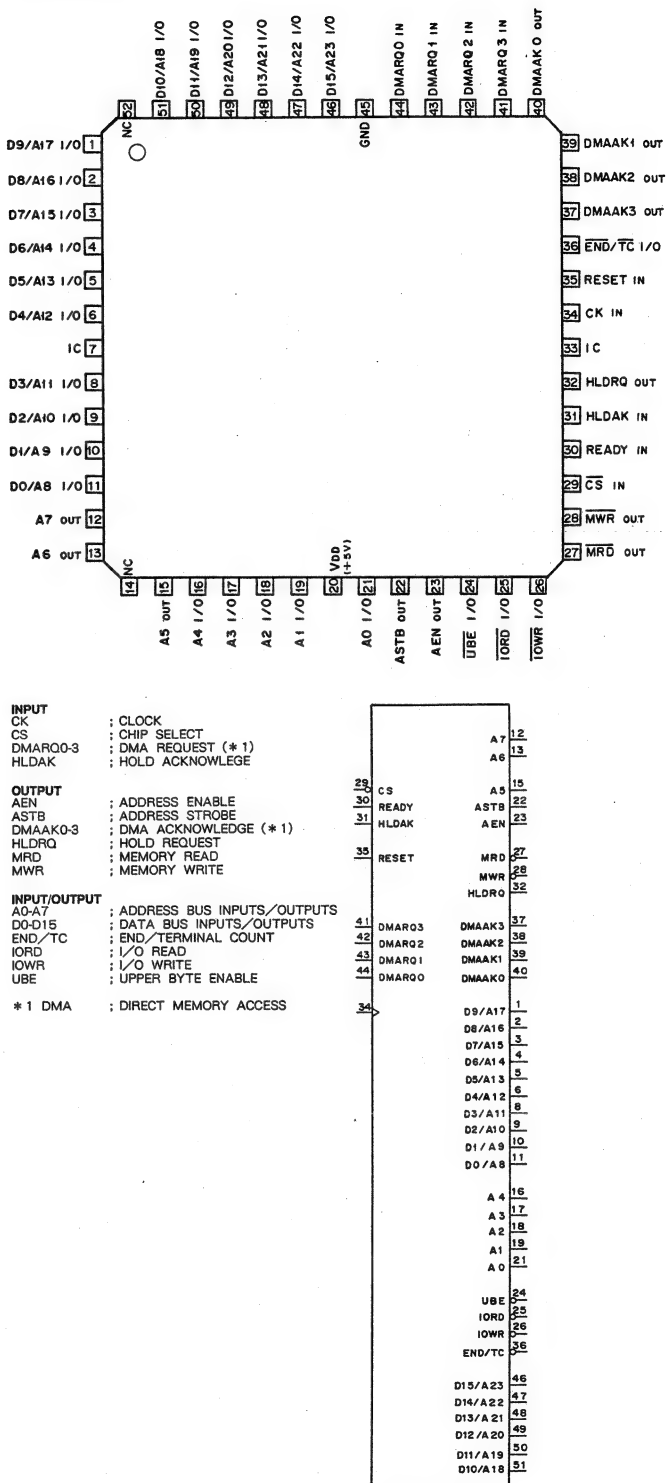 D10/A18 I/O
D11/A19 I/O
D12/A20 I/O
D13/A21 I/O
D14/A22 I/O
D15/A23 I/O
DMARQ0 IN
DMARQ1 IN
DMARQ2 IN
DMARQ3 IN
DMAAK0 OUT
52 51 50 49 48 47 46 45 44 43 42 41 40
NC
GND
D9/A17 I/O 1
D8/A16 I/O 2
D7/A15 I/O 3
D6/A14 I/O 4
D5/A13 I/O 5
D4/A12 I/O 6
IC 7
D3/A11 I/O 8
D2/A10 I/O 9
D1/A9 I/O 10
D0/A8 I/O 11
A7 OUT 12
A6 OUT 13
39 DMAAK1 OUT
38 DMAAK2 OUT
37 DMAAK3 OUT
36 END/TC I/O
35 RESET IN
34 CK IN
33 IC
32 HLDRQ OUT
31 HLDAK IN
30 READY IN
29 CS IN
28 MWR OUT
27 MRD OUT
NC
VDD
(+5V)
14 15 16 17 18 19 20 21 22 23 24 25 26
A5 OUT
A4 I/O
A3 I/O
A2 I/O
A1 I/O
A0 I/O
ASTB OUT
AEN OUT
UBE I/O
IORD I/O
IOWR I/O
INPUT
CK ; CLOCK
CS ; CHIP SELECT
DMARQ0-3 ; DMA REQUEST (*1)
HLDAK ; HOLD ACKNOWLEGE
OUTPUT
AEN ; ADDRESS ENABLE
ASTB ; ADDRESS STROBE
DMAAK0-3 ; DMA ACKNOWLEDGE (*1)
HLDRQ ; HOLD REQUEST
MRD ; MEMORY READ
MWR ; MEMORY WRITE
INPUT/OUTPUT
A0-A7 ; ADDRESS BUS INPUTS/OUTPUTS
D0-D15 ; DATA BUS INPUTS/OUTPUTS
END/TC ; END/TERMINAL COUNT
IORD ; I/O READ
IOWR ; I/O WRITE
UBE ; UPPER BYTE ENABLE
*1 DMA ; DIRECT MEMORY ACCESS
29 CS
30 READY
31 HLDAK
35 RESET
41 DMARQ3
42 DMARQ2
43 DMARQ1
44 DMARQ0
34
A7 12
A6 13
A5 15
ASTB 22
AEN 23
MRD 27
MWR 28
HLDRQ 32
DMAAK3 37
DMAAK2 38
DMAAK1 39
DMAAK0 40
D9/A17 1
D8/A16 2
D7/A15 3
D6/A14 4
D5/A13 5
D4/A12 6
D3/A11 8
D2/A10 9
D1/A9 10
D0/A8 11
A4 16
A3 17
A2 18
A1 19
A0 21
UBE 24
IORD 25
IOWR 26
END/TC 36
D15/A23 46
D14/A22 47
D13/A21 48
D12/A20 49
D11/A19 50
D10/A18 51